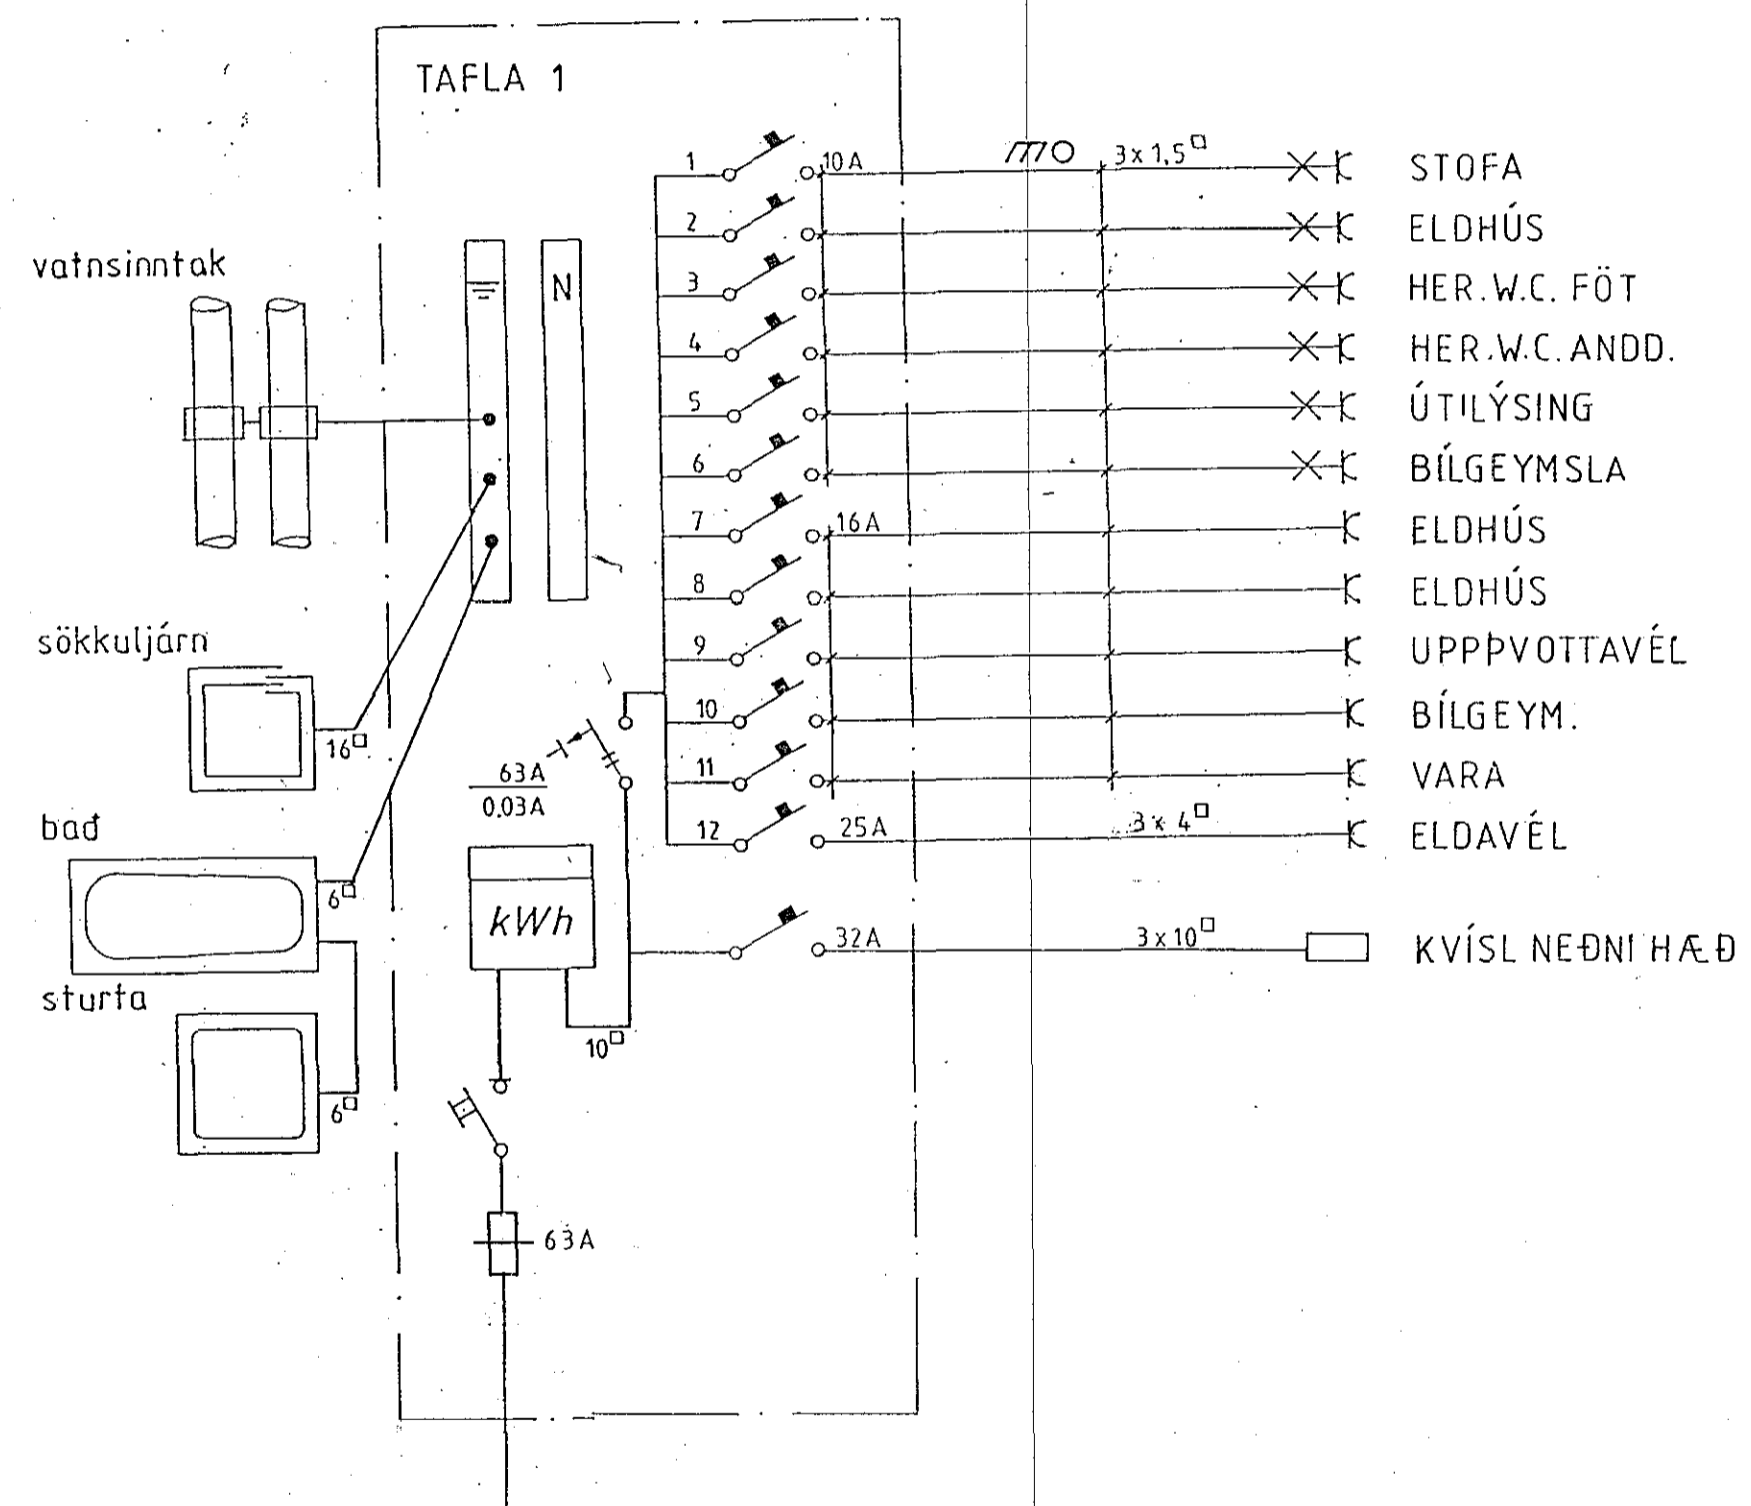 TAFLA 1
1 10A 3x1,5□ STOFA
2 ELDHÚS
vatnsinntak
N
3 HER.W.C. FÖT
4 HER.W.C. ANDD.
5 ÚTILÝSING
6 BÍLGEYMSLA
7 16A ELDHÚS
8 ELDHÚS
sökkuljárn
9 UPPÞVOTTAVÉL
16□
10 BÍLGEYM.
63A
0.03A
11 VARA
bað
12 25A 3x4□ ELDAVÉL
6□
kWh
32A 3x10□ KVÍSL NEÐNI HÆÐ
sturta
10□
6□
63A